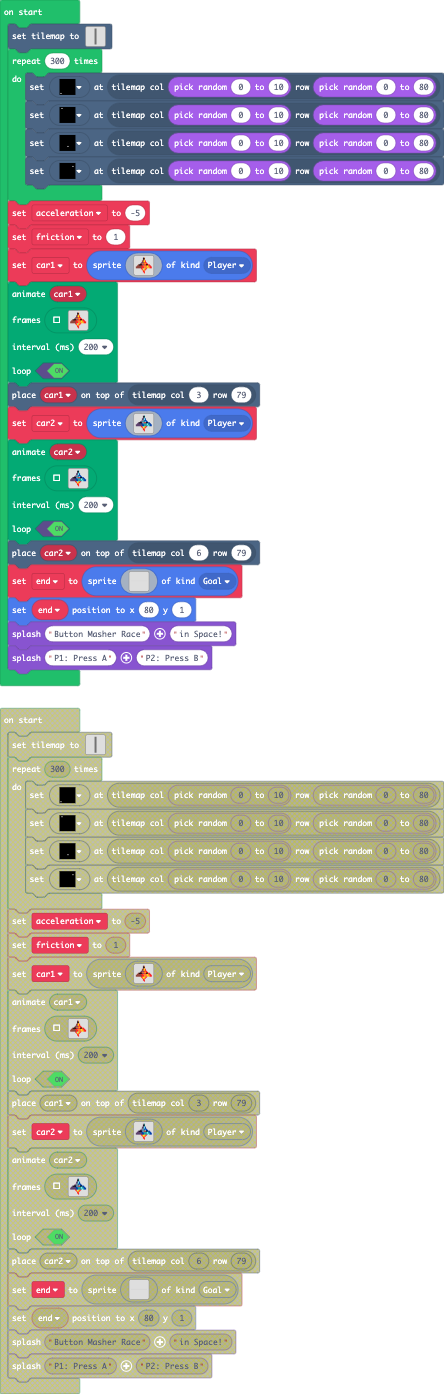 on start
set tilemap to
repeat 300 times
do
set at tilemap col pick random 0 to 10 row pick random 0 to 80
set at tilemap col pick random 0 to 10 row pick random 0 to 80
set at tilemap col pick random 0 to 10 row pick random 0 to 80
set at tilemap col pick random 0 to 10 row pick random 0 to 80
set acceleration to -5
set friction to 1
set car1 to sprite of kind Player
animate car1
frames
interval (ms) 200
loop ON
place car1 on top of tilemap col 3 row 79
set car2 to sprite of kind Player
animate car2
frames
interval (ms) 200
loop ON
place car2 on top of tilemap col 6 row 79
set end to sprite of kind Goal
set end position to x 80 y 1
splash "Button Masher Race" + "in Space!"
splash "P1: Press A" + "P2: Press B"
on start
set tilemap to
repeat 300 times
do
set at tilemap col pick random 0 to 10 row pick random 0 to 80
set at tilemap col pick random 0 to 10 row pick random 0 to 80
set at tilemap col pick random 0 to 10 row pick random 0 to 80
set at tilemap col pick random 0 to 10 row pick random 0 to 80
set acceleration to -5
set friction to 1
set car1 to sprite of kind Player
animate car1
frames
interval (ms) 200
loop ON
place car1 on top of tilemap col 3 row 79
set car2 to sprite of kind Player
animate car2
frames
interval (ms) 200
loop ON
place car2 on top of tilemap col 6 row 79
set end to sprite of kind Goal
set end position to x 80 y 1
splash "Button Masher Race" + "in Space!"
splash "P1: Press A" + "P2: Press B"